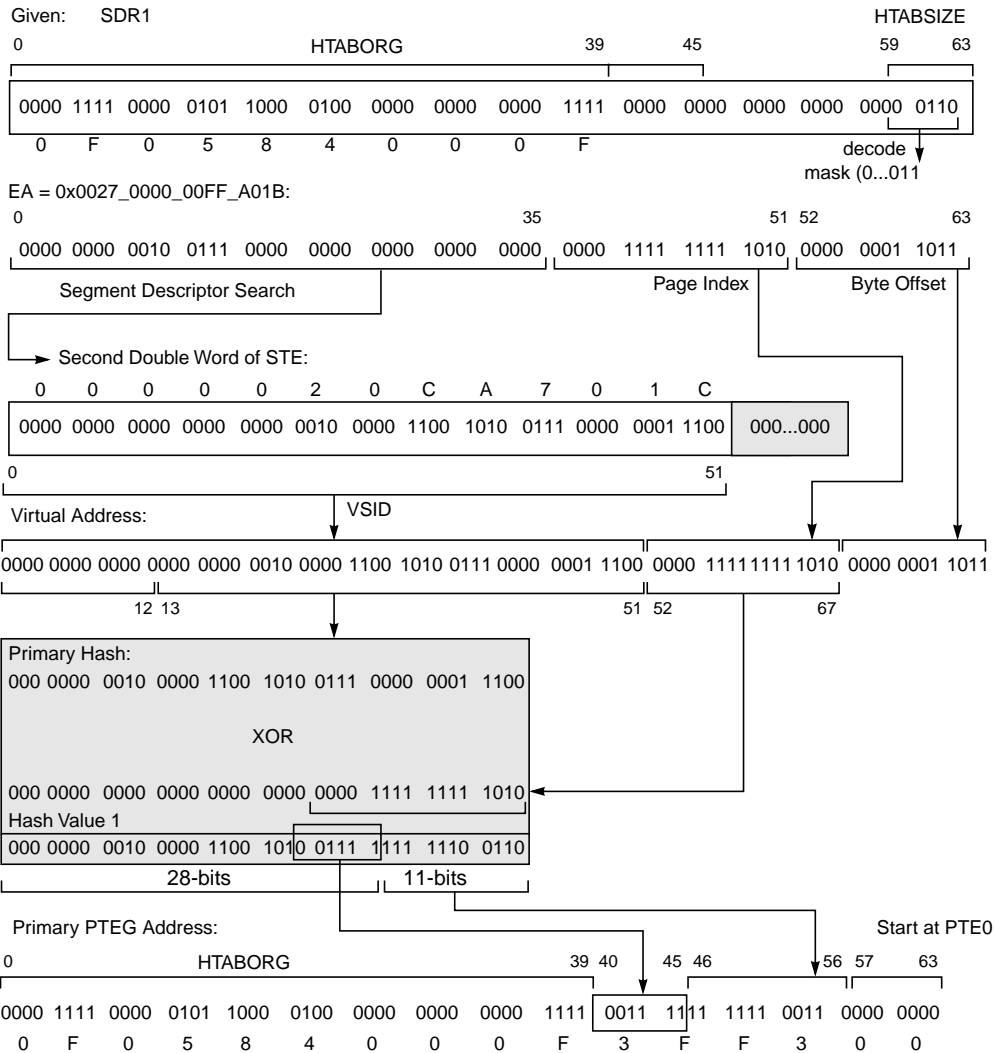 Given: SDR1 HTABSIZE
0 HTABORG 39 45 59 63
0000 1111 0000 0101 1000 0100 0000 0000 0000 1111 0000 0000 0000 0000 0000 0110
0 F 0 5 8 4 0 0 0 F
decode
mask (0...011
EA = 0x0027_0000_00FF_A01B:
0 35 51 52 63
0000 0000 0010 0111 0000 0000 0000 0000 0000 0000 1111 1111 1010 0000 0001 1011
Segment Descriptor Search Page Index Byte Offset
Second Double Word of STE:
0 0 0 0 0 2 0 C A 7 0 1 C
0000 0000 0000 0000 0000 0010 0000 1100 1010 0111 0000 0001 1100 000...000
0 51
VSID
Virtual Address:
0000 0000 0000 0000 0000 0010 0000 1100 1010 0111 0000 0001 1100 0000 1111 1111 1010 0000 0001 1011
12 13 51 52 67
Primary Hash:
000 0000 0010 0000 1100 1010 0111 0000 0001 1100
XOR
000 0000 0000 0000 0000 0000 0000 1111 1111 1010
Hash Value 1
000 0000 0010 0000 1100 1010 0111 1111 1110 0110
28-bits 11-bits
Primary PTEG Address: Start at PTE0
0 HTABORG 39 40 45 46 56 57 63
0000 1111 0000 0101 1000 0100 0000 0000 0000 1111 0011 1111 1111 0011 0000 0000
0 F 0 5 8 4 0 0 0 F 3 F F 3 0 0